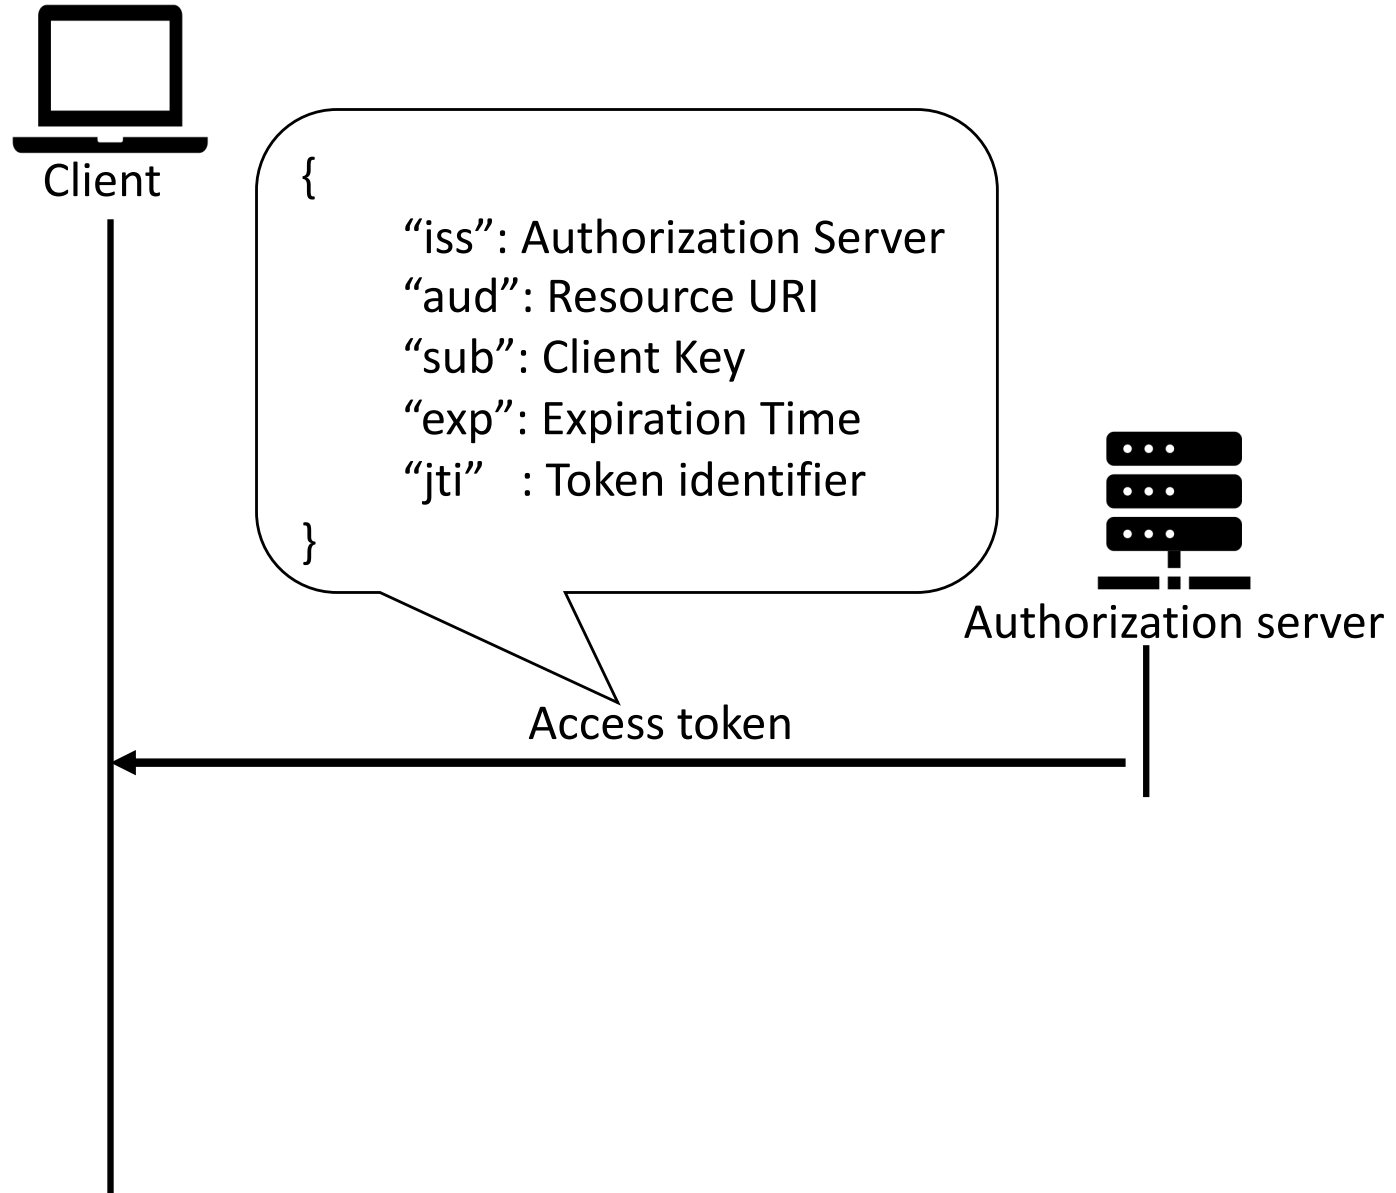 Client
{
“iss”: Authorization Server
“aud”: Resource URI
“sub”: Client Key
“exp”: Expiration Time
“jti” : Token identifier
}
Authorization server
Access token